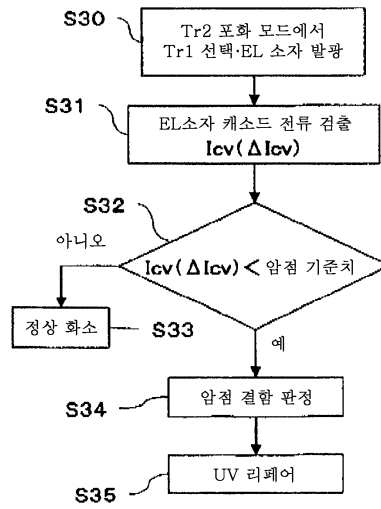 S30
Tr2 포화 모드에서
Tr1 선택·EL 소자 발광
S31
EL소자 캐소드 전류 검출
Icv(ΔIcv)
S32
아니오
Icv(ΔIcv)< 암점 기준치
정상 화소
S33
예
S34
암점 결함 판정
UV 리페어
S35